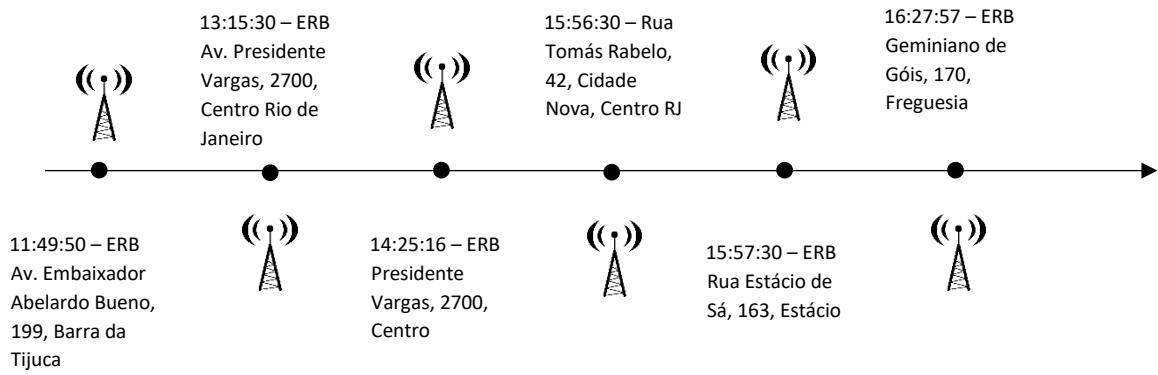 13:15:30 – ERB
Av. Presidente
Vargas, 2700,
Centro Rio de
Janeiro
15:56:30 – Rua
Tomás Rabelo,
42, Cidade
Nova, Centro RJ
16:27:57 – ERB
Geminiano de
Góis, 170,
Freguesia
11:49:50 – ERB
Av. Embaixador
Abelardo Bueno,
199, Barra da
Tijuca
14:25:16 – ERB
Presidente
Vargas, 2700,
Centro
15:57:30 – ERB
Rua Estácio de
Sá, 163, Estácio